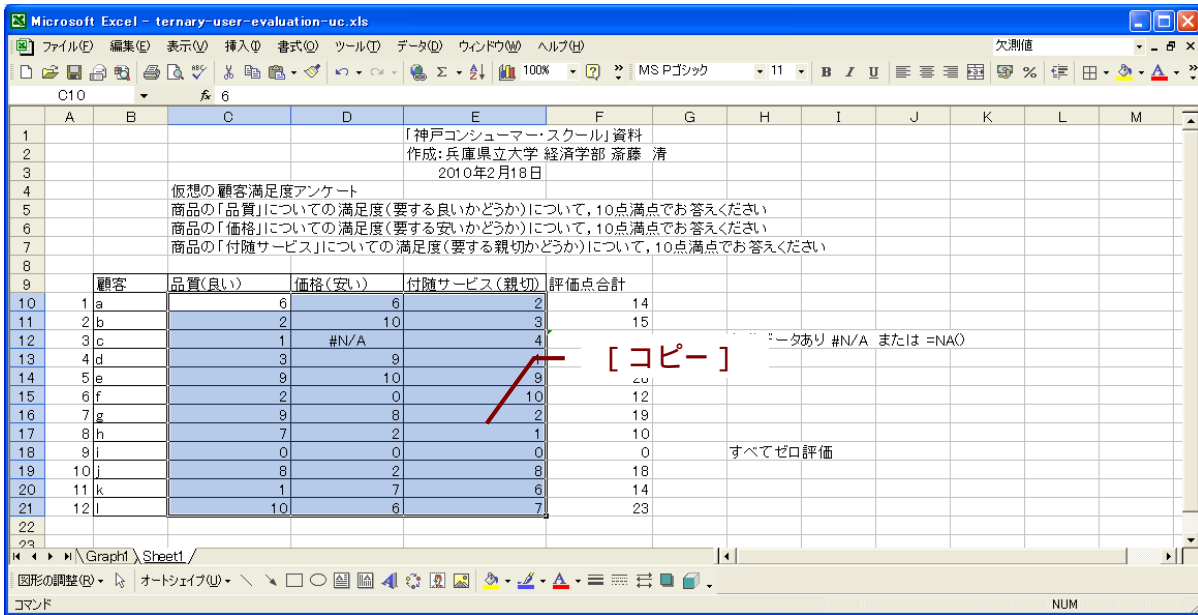 Microsoft Excel - ternary-user-evaluation-uc.xls
ファイル(F) 編集(E) 表示(V) 挿入(I) 書式(O) ツール(T) データ(D) ウィンドウ(W) ヘルプ(H) 欠測値
100% MS Pゴシック 11 B I U
C10 fx 6
A B C D E F G H I J K L M
1 「神戸コンシューマー・スクール」資料
2 作成:兵庫県立大学 経済学部 斎藤 清
3 2010年2月18日
4 仮想の顧客満足度アンケート
5 商品の「品質」についての満足度(要する良いかどうか)について,10点満点でお答えください
6 商品の「価格」についての満足度(要する安いかどうか)について,10点満点でお答えください
7 商品の「付随サービス」についての満足度(要する親切かどうか)について,10点満点でお答えください
8
9 顧客 品質(良い) 価格(安い) 付随サービス(親切) 評価点合計
10 1 a 6 6 2 14
11 2 b 2 10 3 15
12 3 c 1 #N/A 4 データあり #N/A または =NA()
13 4 d 3 9
[ コピー ]
14 5 e 9 10 9
15 6 f 2 0 10 12
16 7 g 9 8 2 19
17 8 h 7 2 1 10
18 9 i 0 0 0 0 すべてゼロ評価
19 10 j 8 2 8 18
20 11 k 1 7 6 14
21 12 l 10 6 7 23
22
23
Graph1 Sheet1
図形の調整(R) オートシェイプ(U)
コマンド NUM